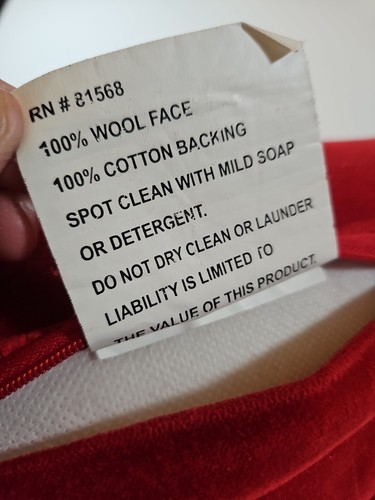 RN # 81568
100% WOOL FACE
100% COTTON BACKING
SPOT CLEAN WITH MILD SOAP
OR DETERGENT.
DO NOT DRY CLEAN OR LAUNDER
LIABILITY IS LIMITED TO
THE VALUE OF THIS PRODUCT.